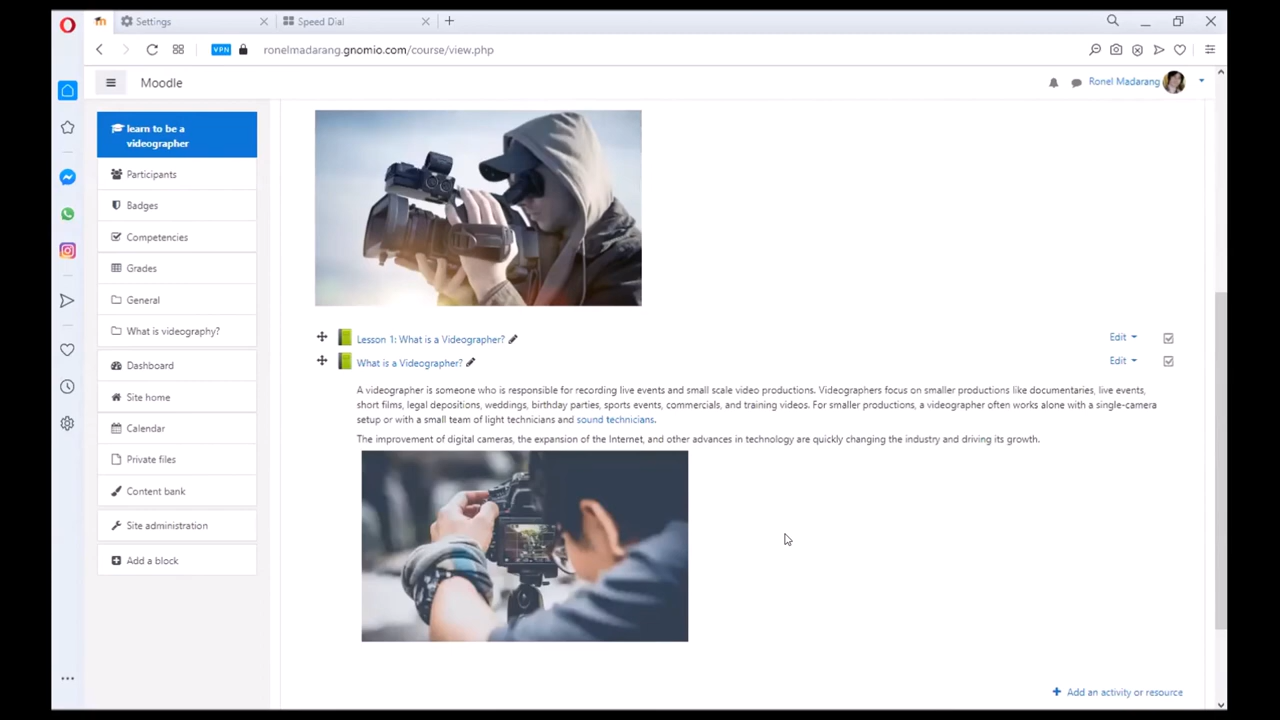 Settings
Speed Dial
VPN
ronelmadarang.gnomio.com/course/view.php
Moodle
Ronel Madarang
learn to be a
videographer
Participants
Badges
Competencies
Grades
General
What is videography?
Dashboard
Site home
Calendar
Private files
Content bank
Site administration
Add a block
Lesson 1: What is a Videographer?
Edit
What is a Videographer?
Edit
A videographer is someone who is responsible for recording live events and small scale video productions. Videographers focus on smaller productions like documentaries, live events,
short films, legal depositions, weddings, birthday parties, sports events, commercials, and training videos. For smaller productions, a videographer often works alone with a single-camera
setup or with a small team of light technicians and sound technicians.
The improvement of digital cameras, the expansion of the Internet, and other advances in technology are quickly changing the industry and driving its growth.
Add an activity or resource